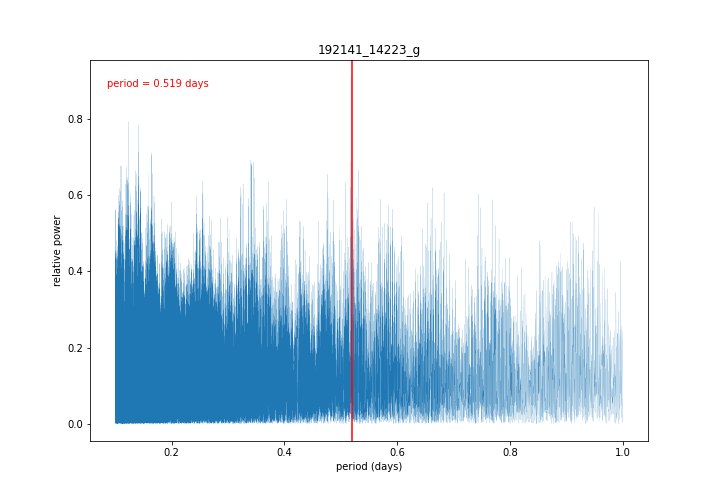 192141_14223_g
period = 0.519 days
relative power
0.8
0.6
0.4
0.2
0.0
0.2 0.4 0.6 0.8 1.0
period (days)